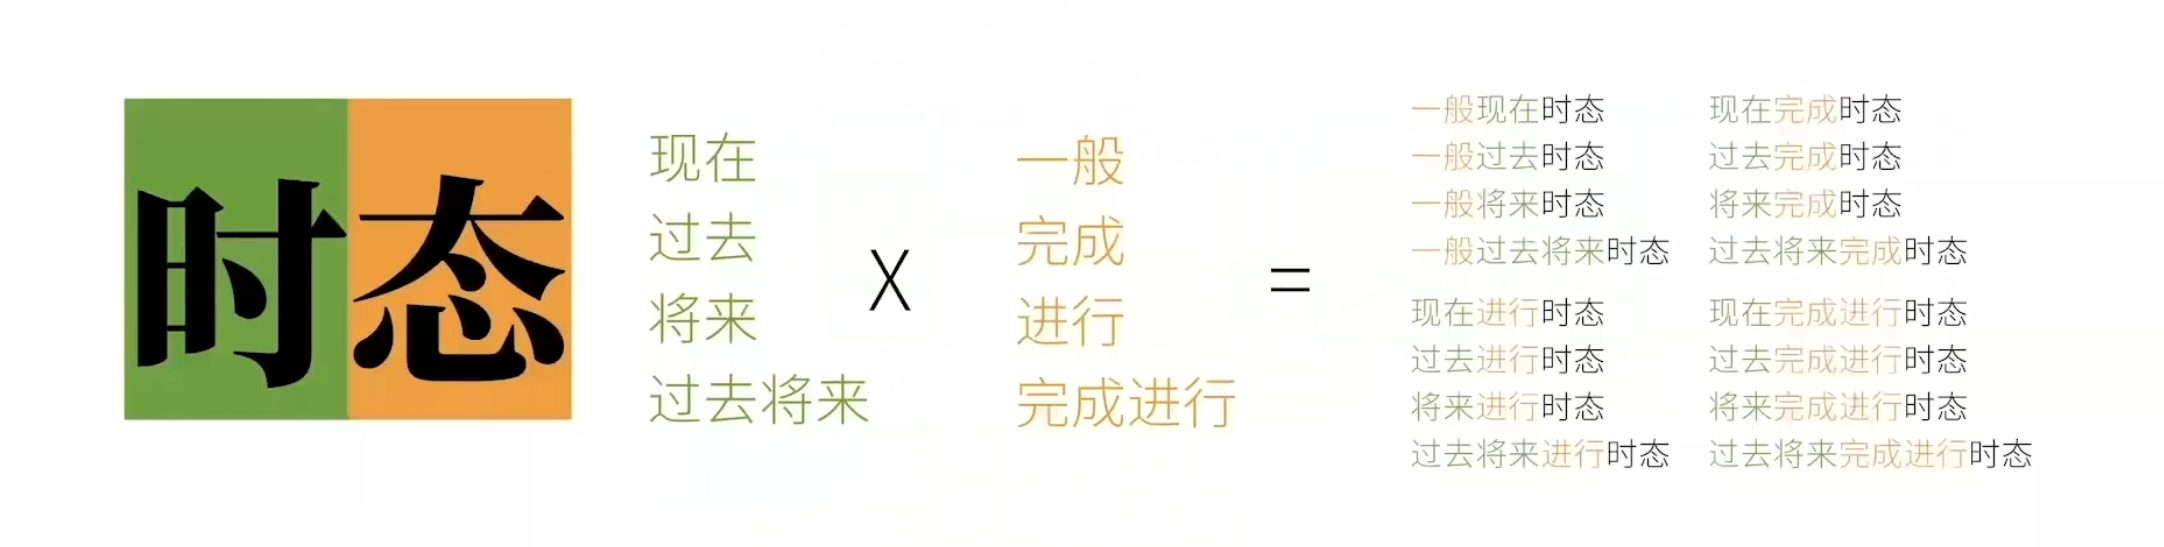 时态
现在
过去
将来
过去将来
X
一般
完成
进行
完成进行
=
一般现在时态
一般过去时态
一般将来时态
一般过去将来时态
现在完成时态
过去完成时态
将来完成时态
过去将来完成时态
现在进行时态
过去进行时态
将来进行时态
过去将来进行时态
现在完成进行时态
过去完成进行时态
将来完成进行时态
过去将来完成进行时态